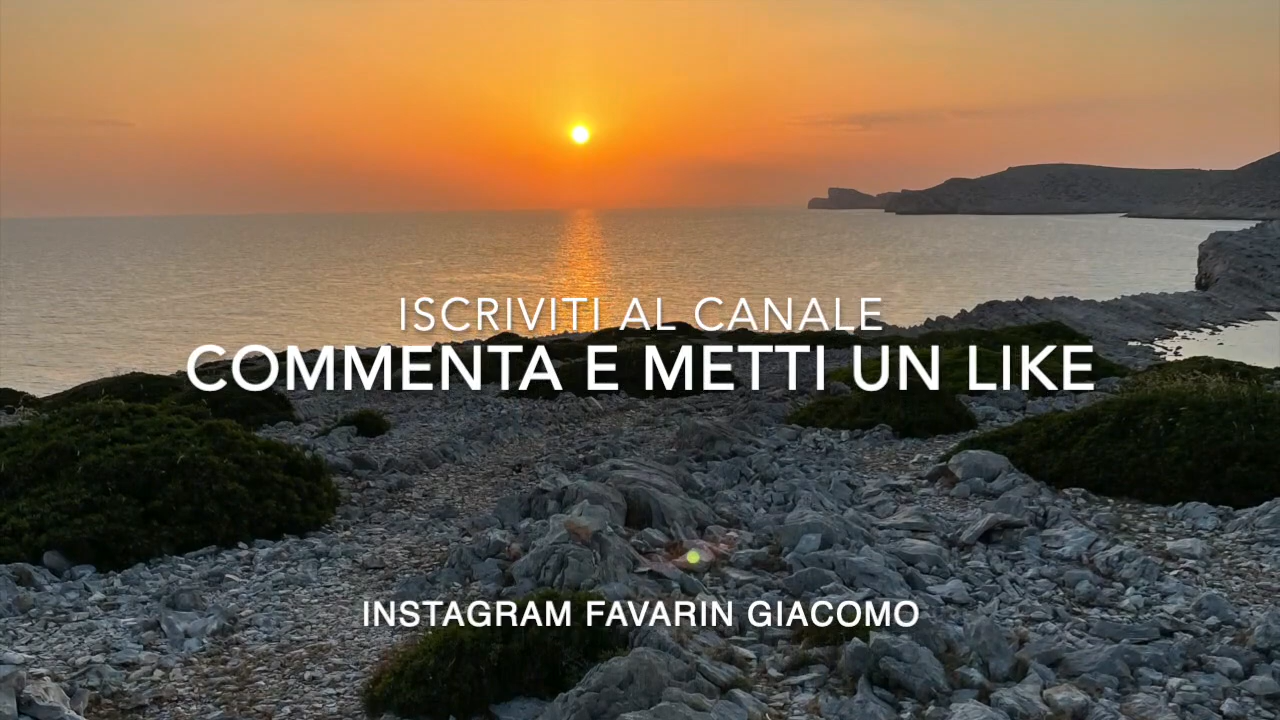 ISCRIVITI AL CANALE
COMMENTA E METTI UN LIKE
INSTAGRAM FAVARIN GIACOMO